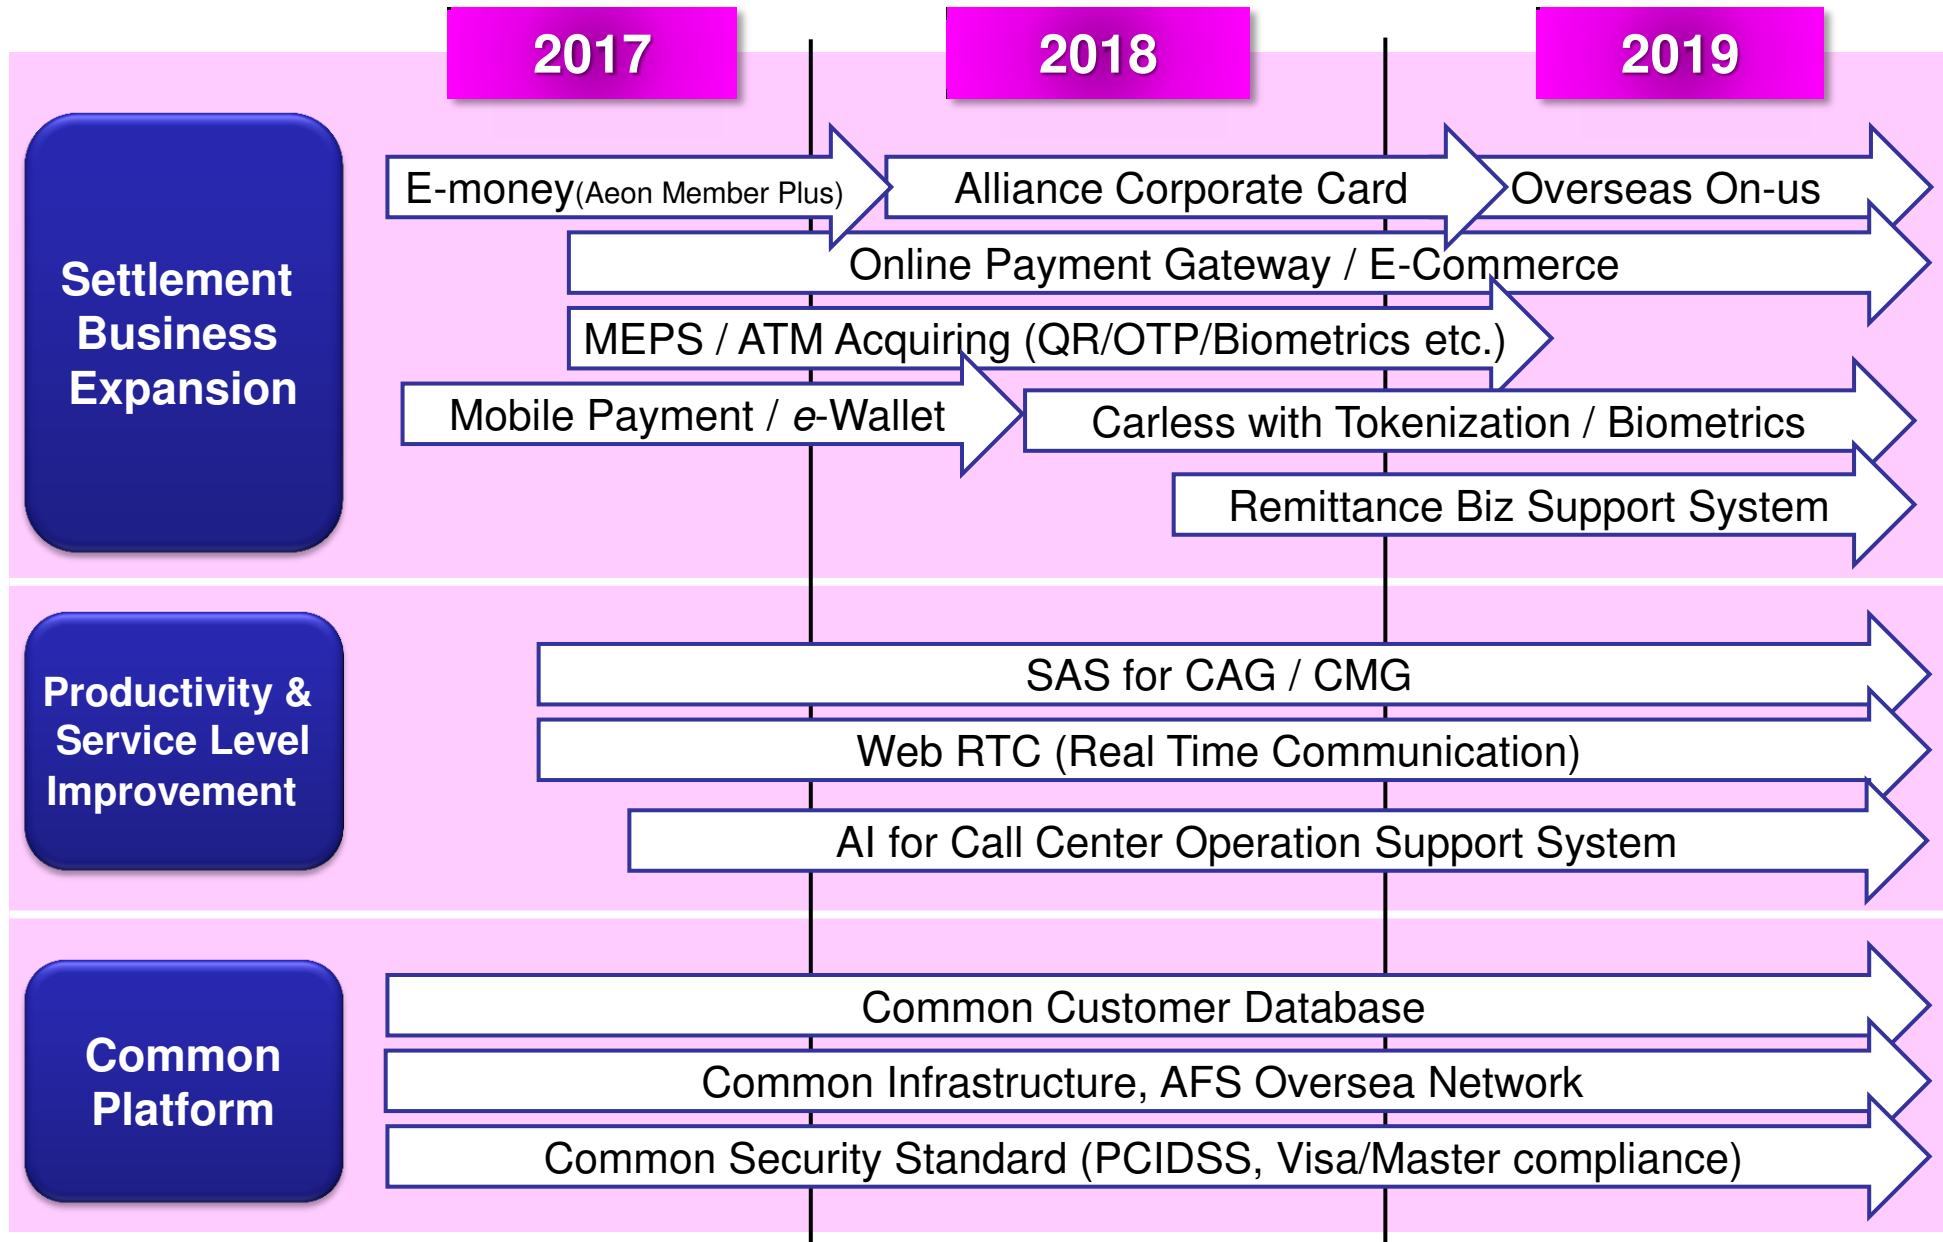 2017
2018
2019
Settlement
Business
Expansion
E-money(Aeon Member Plus)
Alliance Corporate Card
Overseas On-us
Online Payment Gateway / E-Commerce
MEPS / ATM Acquiring (QR/OTP/Biometrics etc.)
Mobile Payment / e-Wallet
Carless with Tokenization / Biometrics
Remittance Biz Support System
Productivity &
Service Level
Improvement
SAS for CAG / CMG
Web RTC (Real Time Communication)
AI for Call Center Operation Support System
Common
Platform
Common Customer Database
Common Infrastructure, AFS Oversea Network
Common Security Standard (PCIDSS, Visa/Master compliance)